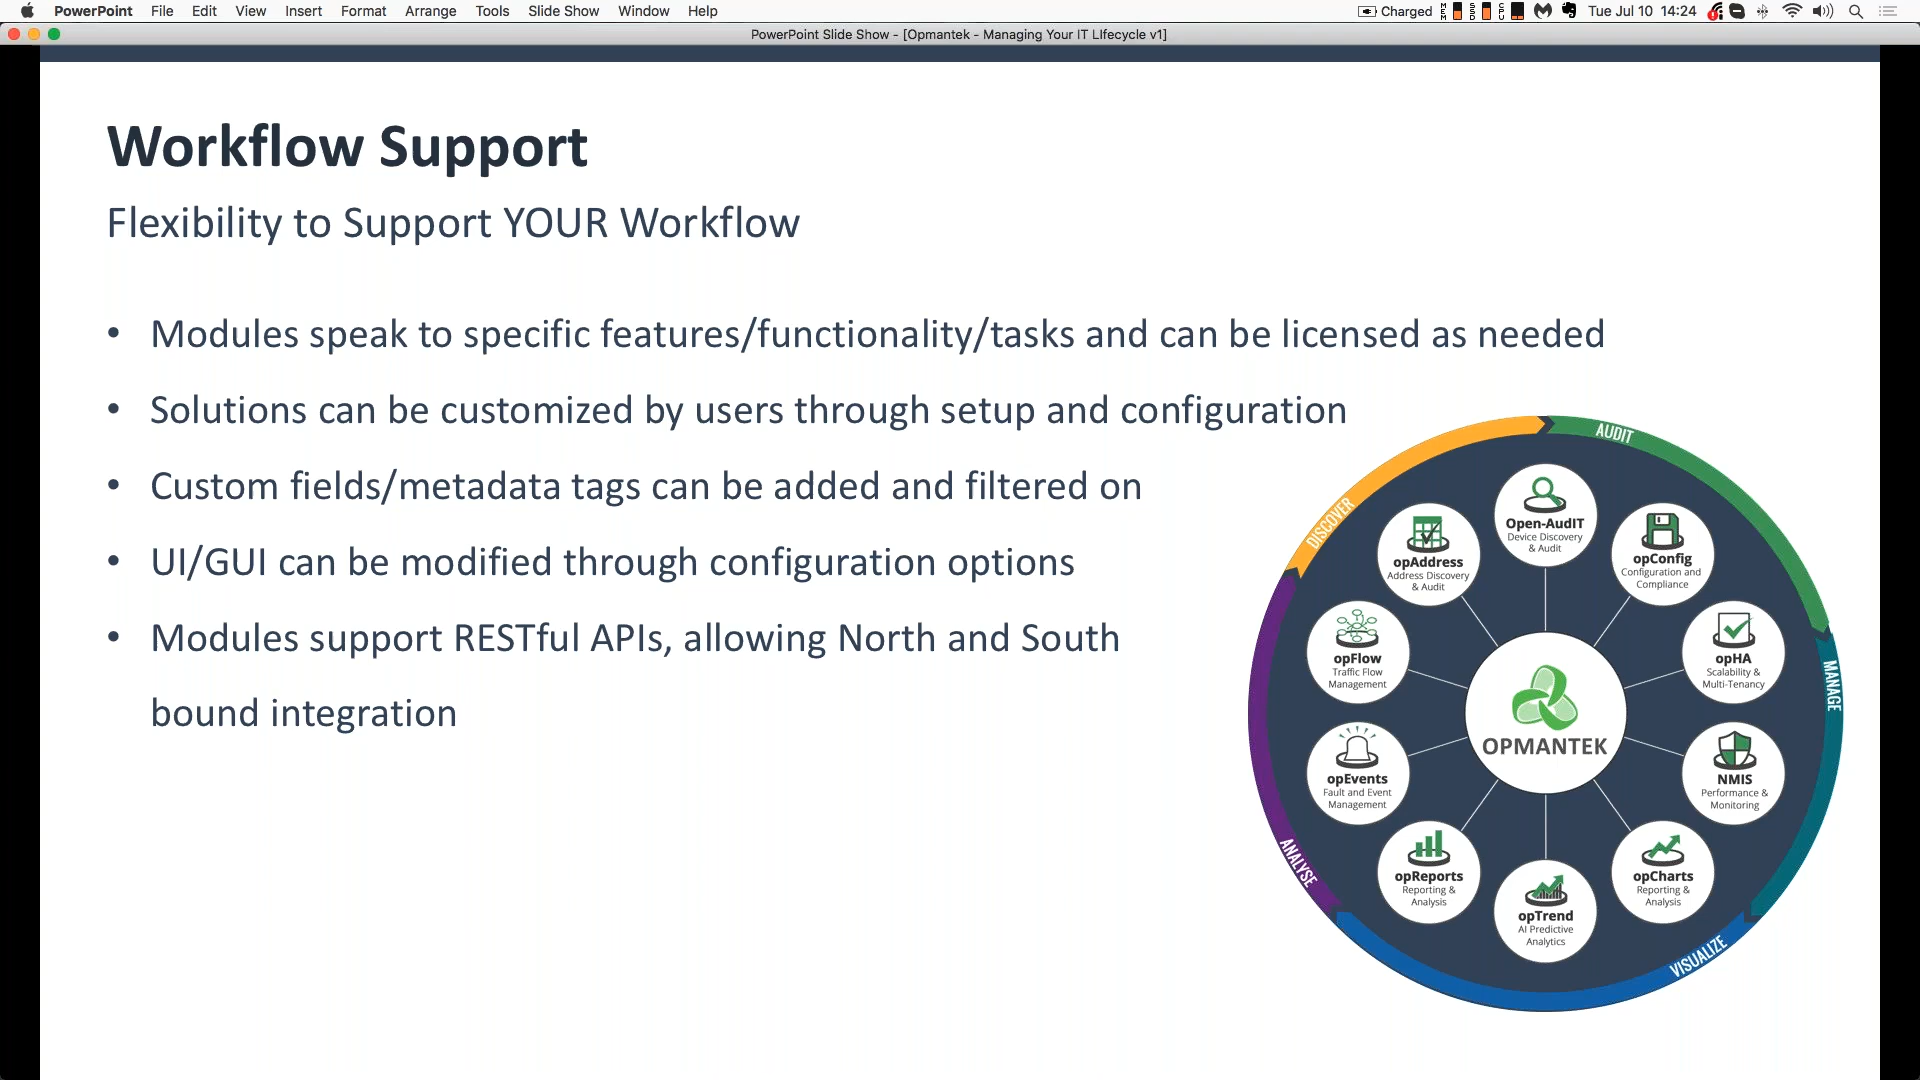 PowerPoint File Edit View Insert Format Arrange Tools Slide Show Window Help
Charged MEM SSD CPU Tue Jul 10 14:24
PowerPoint Slide Show - [Opmantek - Managing Your IT LIfecycle v1]
Workflow Support
Flexibility to Support YOUR Workflow
• Modules speak to specific features/functionality/tasks and can be licensed as needed
• Solutions can be customized by users through setup and configuration
• Custom fields/metadata tags can be added and filtered on
• UI/GUI can be modified through configuration options
• Modules support RESTful APIs, allowing North and South
bound integration
DISCOVER
AUDIT
MANAGE
VISUALIZE
ANALYSE
Open-AudIT
Device Discovery
& Audit
opConfig
Configuration and
Compliance
opHA
Scalability &
Multi-Tenancy
NMIS
Performance &
Monitoring
opCharts
Reporting &
Analysis
opTrend
AI Predictive
Analytics
opReports
Reporting &
Analysis
opEvents
Fault and Event
Management
opFlow
Traffic Flow
Management
opAddress
Address Discovery
& Audit
OPMANTEK